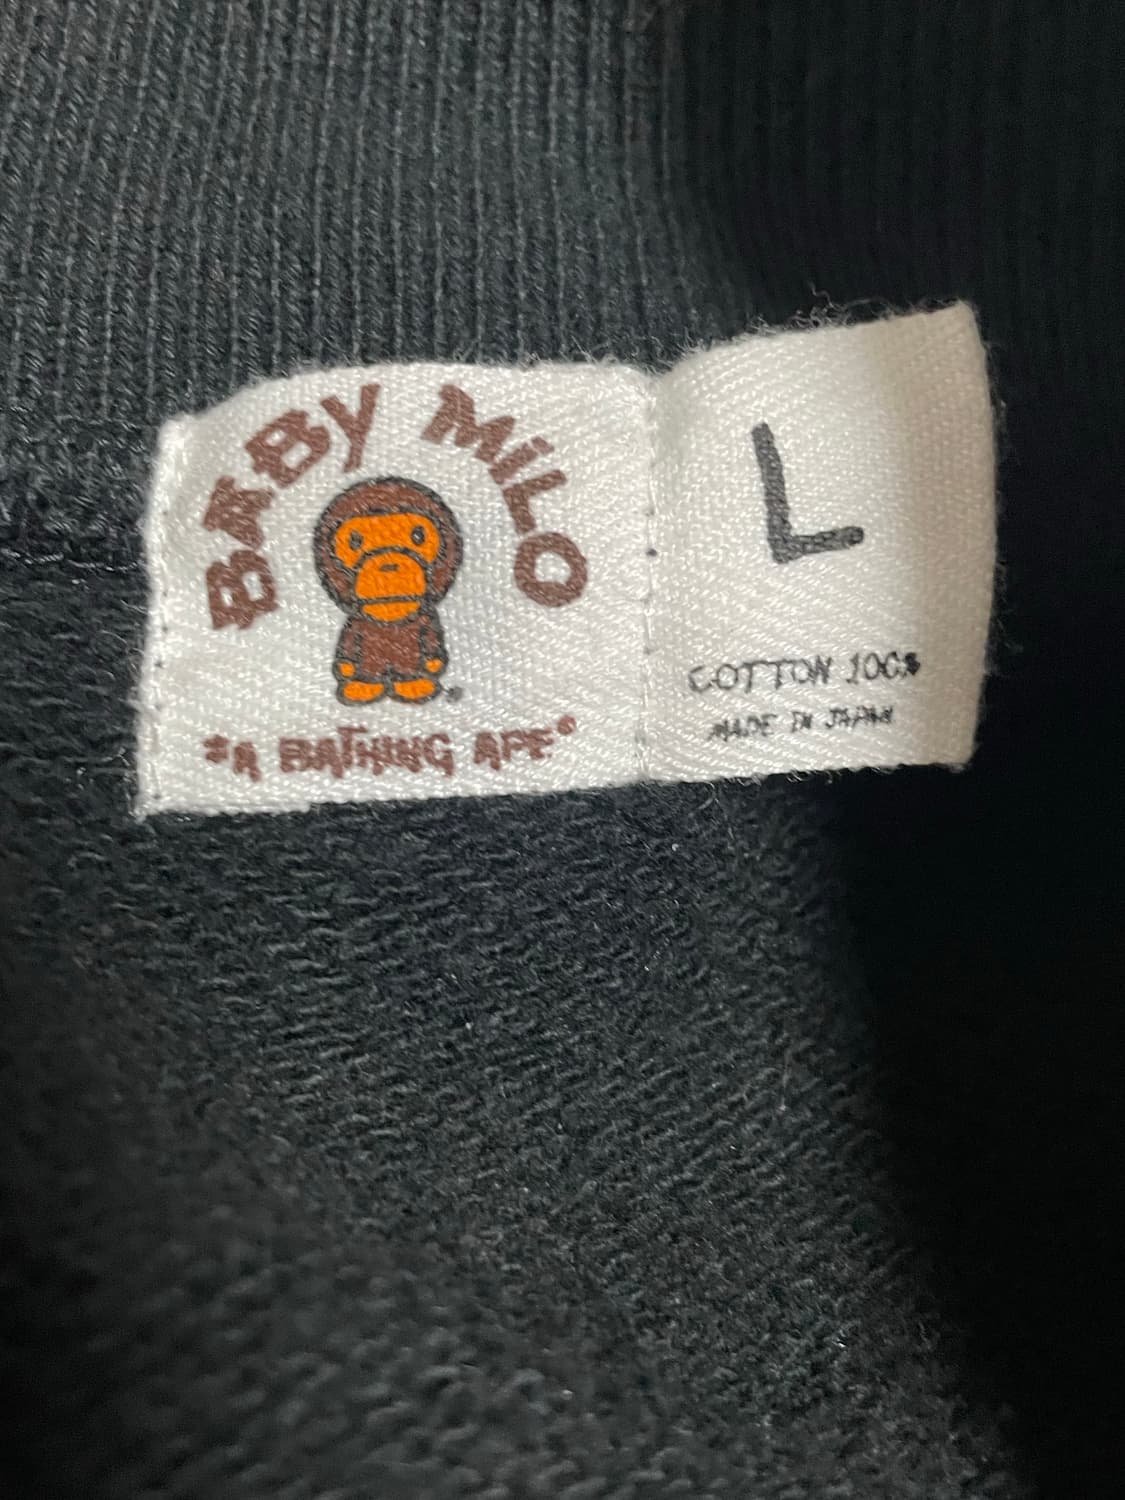 BABY MiLO
®
"A BATHING APE"
L
COTTON 100%
MADE IN JAPAN